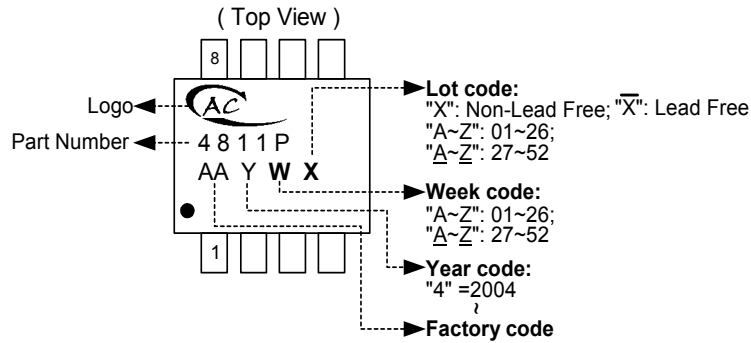 ( Top View )
8
AC
Logo
4 8 1 1 P
Part Number
AA Y W X
1
Lot code:
"X": Non-Lead Free; "X̅": Lead Free
"A~Z": 01~26;
"A̲~Z̲": 27~52
Week code:
"A~Z": 01~26;
"A̲~Z̲": 27~52
Year code:
"4" =2004
~
Factory code